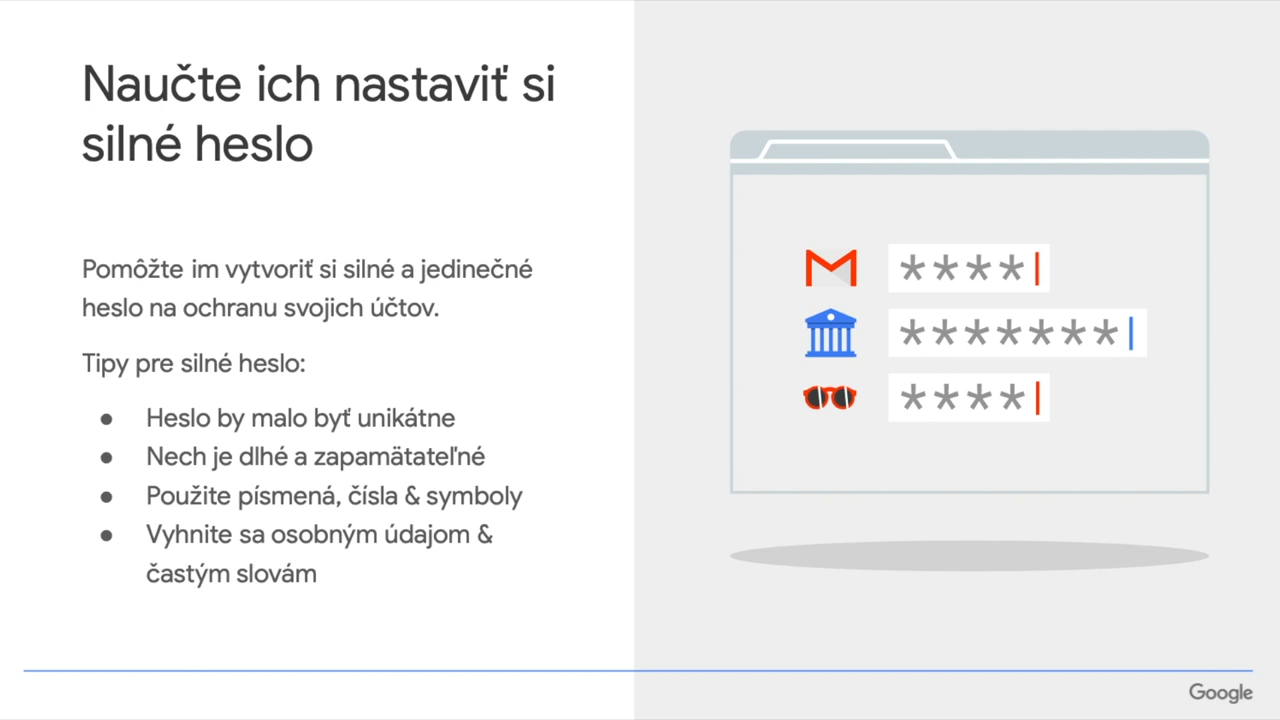 Naučte ich nastaviť si
silné heslo
Pomôžte im vytvoriť si silné a jedinečné
heslo na ochranu svojich účtov.
Tipy pre silné heslo:
● Heslo by malo byť unikátne
● Nech je dlhé a zapamätateľné
● Použite písmená, čísla & symboly
● Vyhnite sa osobným údajom &
častým slovám
****|
*******|
****|
Google